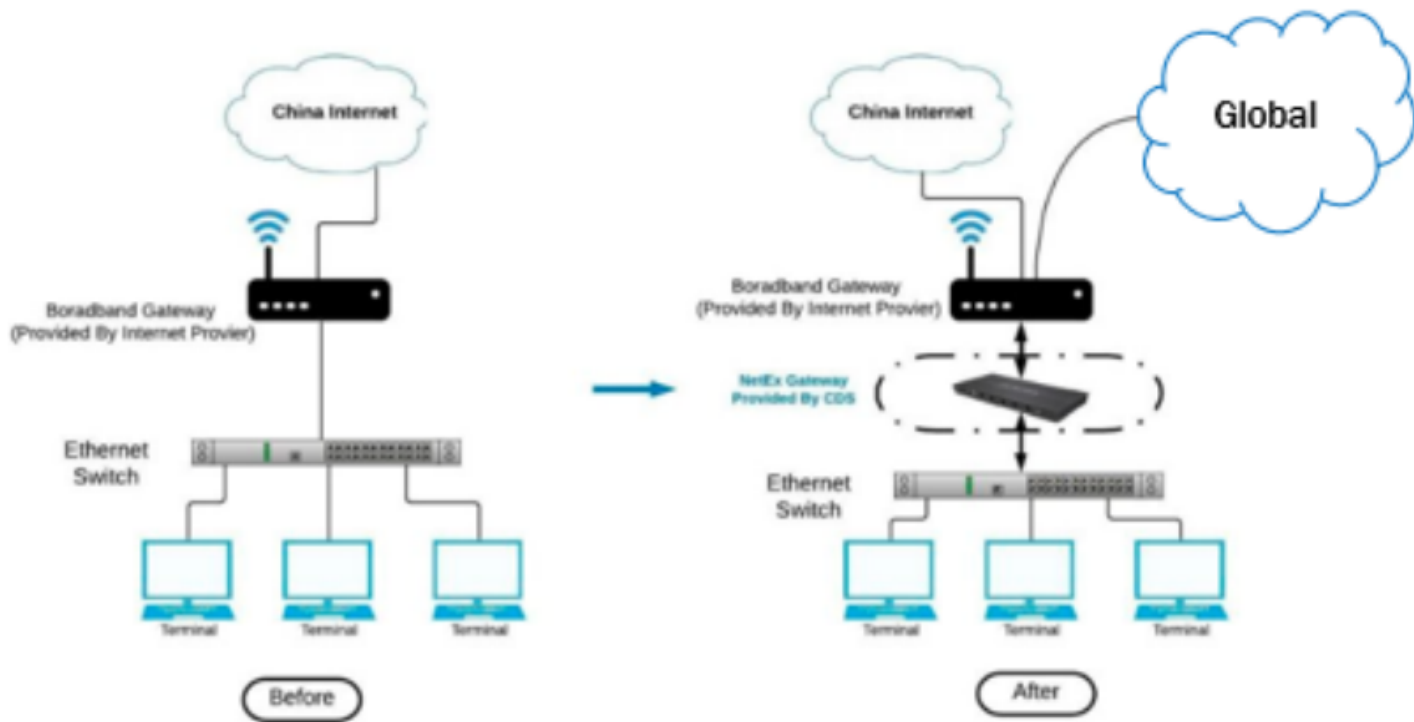 China Internet
Boradband Gateway
(Provided By Internet Provier)
Ethernet
Switch
Terminal
Terminal
Terminal
Before
China Internet
Global
Boradband Gateway
(Provided By Internet Provier)
NetEx Gateway
Provided By CDS
Ethernet
Switch
Terminal
Terminal
Terminal
After